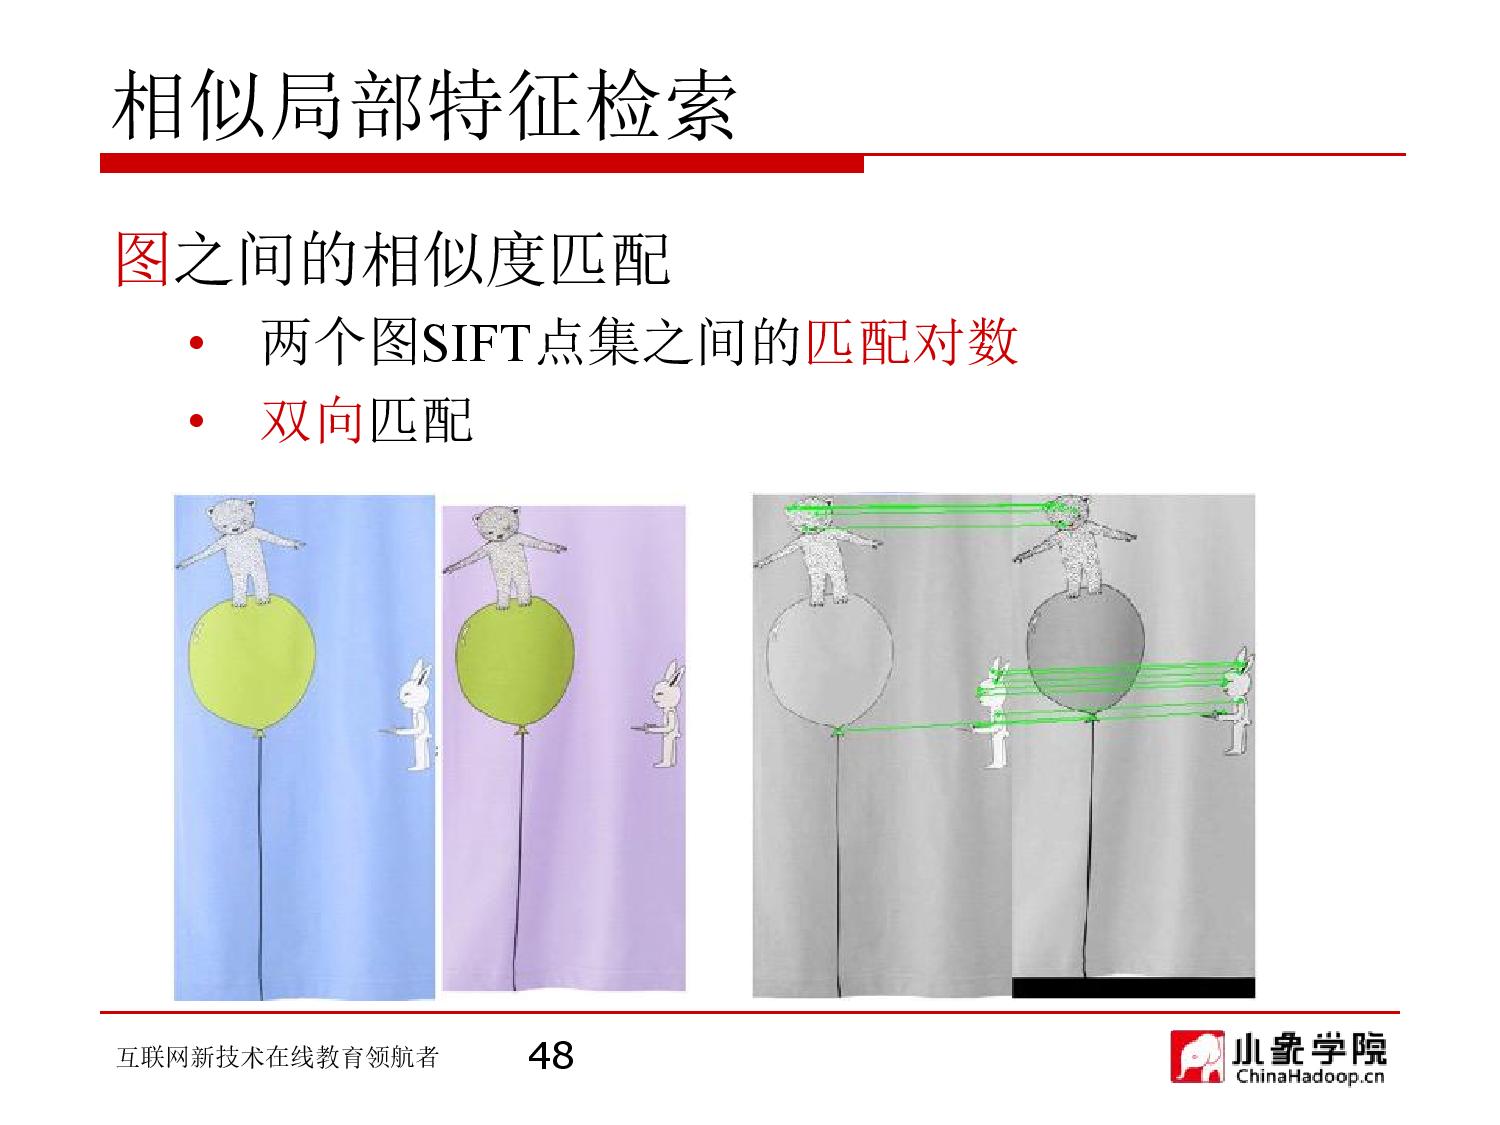 相似局部特征检索
图之间的相似度匹配
• 两个图SIFT点集之间的匹配对数
• 双向匹配
互联网新技术在线教育领航者
48
小象学院
ChinaHadoop.cn